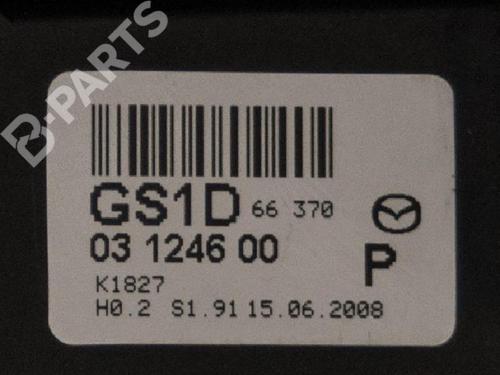 B-PARTS
GS1D 66 370
03 1246 00
P
K1827
H0.2 S1.91 15.06.2008